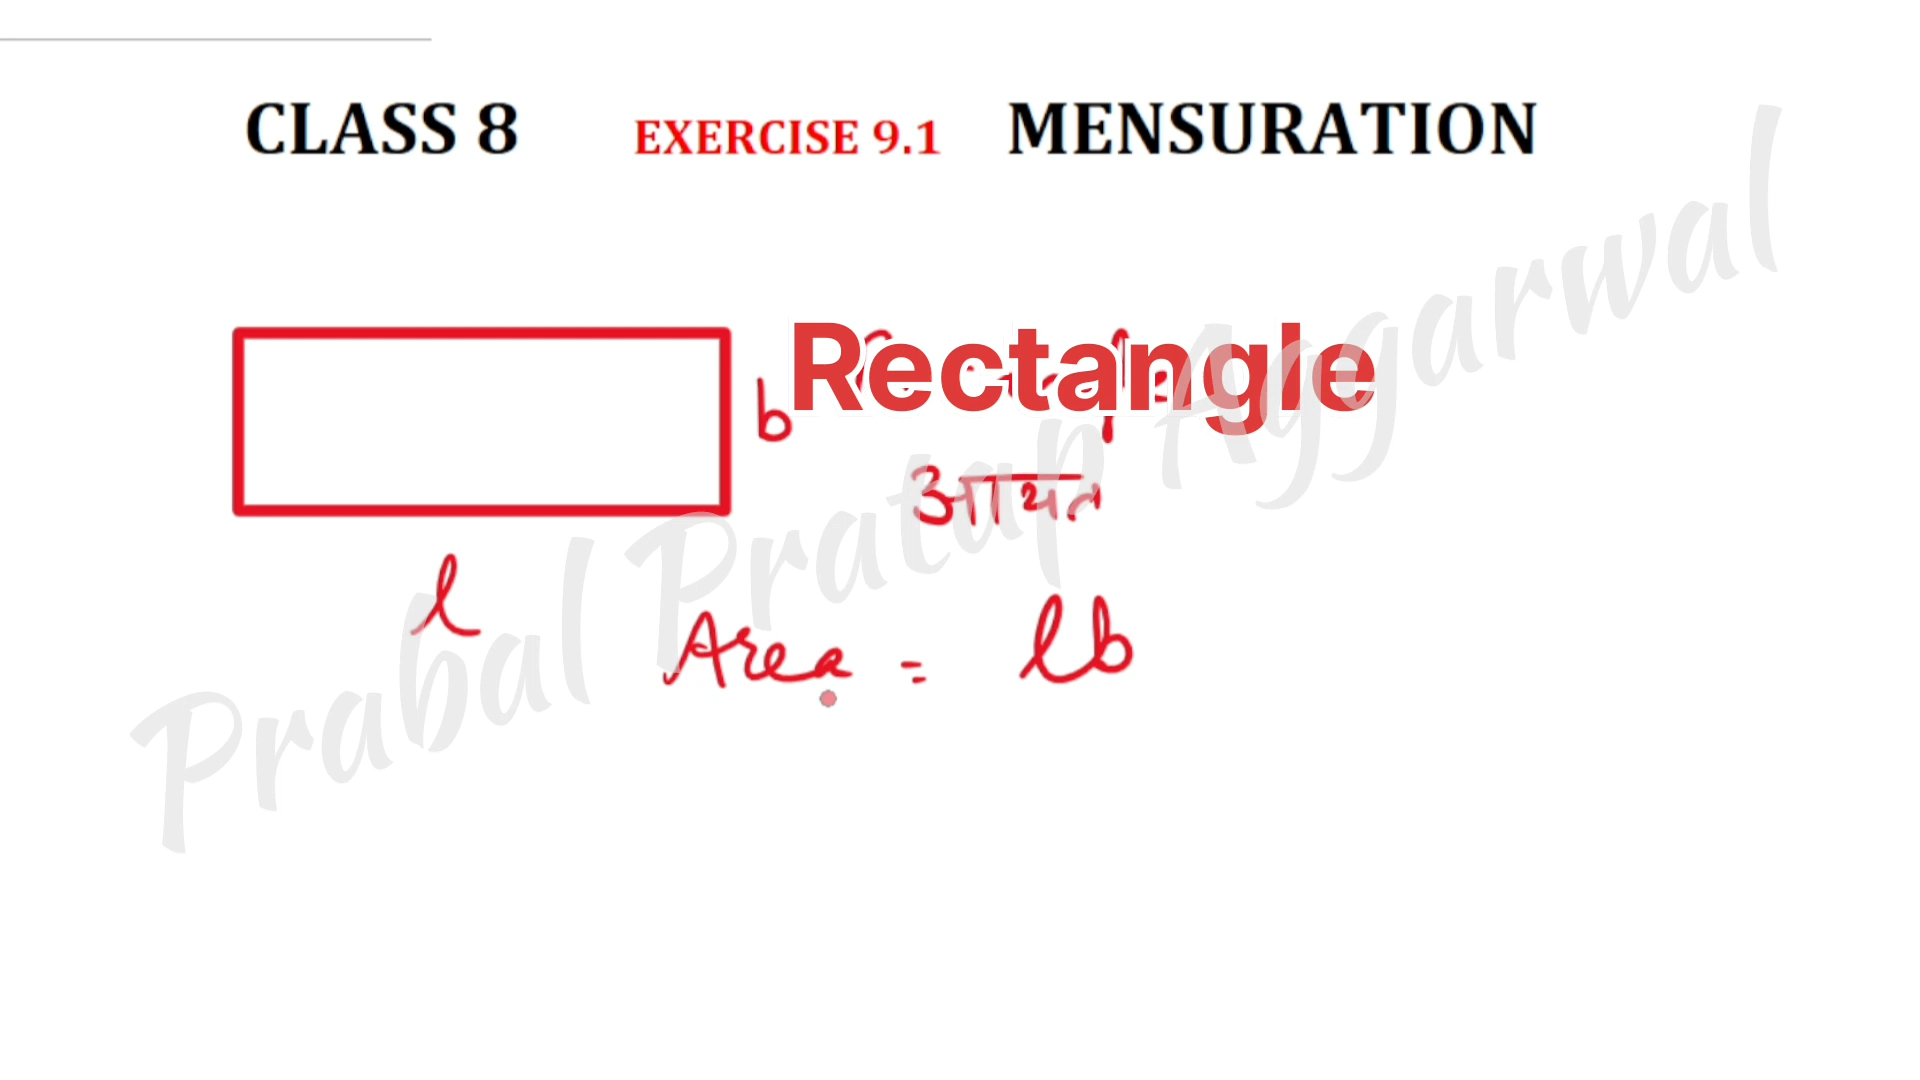 CLASS 8 EXERCISE 9.1 MENSURATION
Rectangle
b
आयत
l
Area = lb
Prabal Pratap Aggarwal